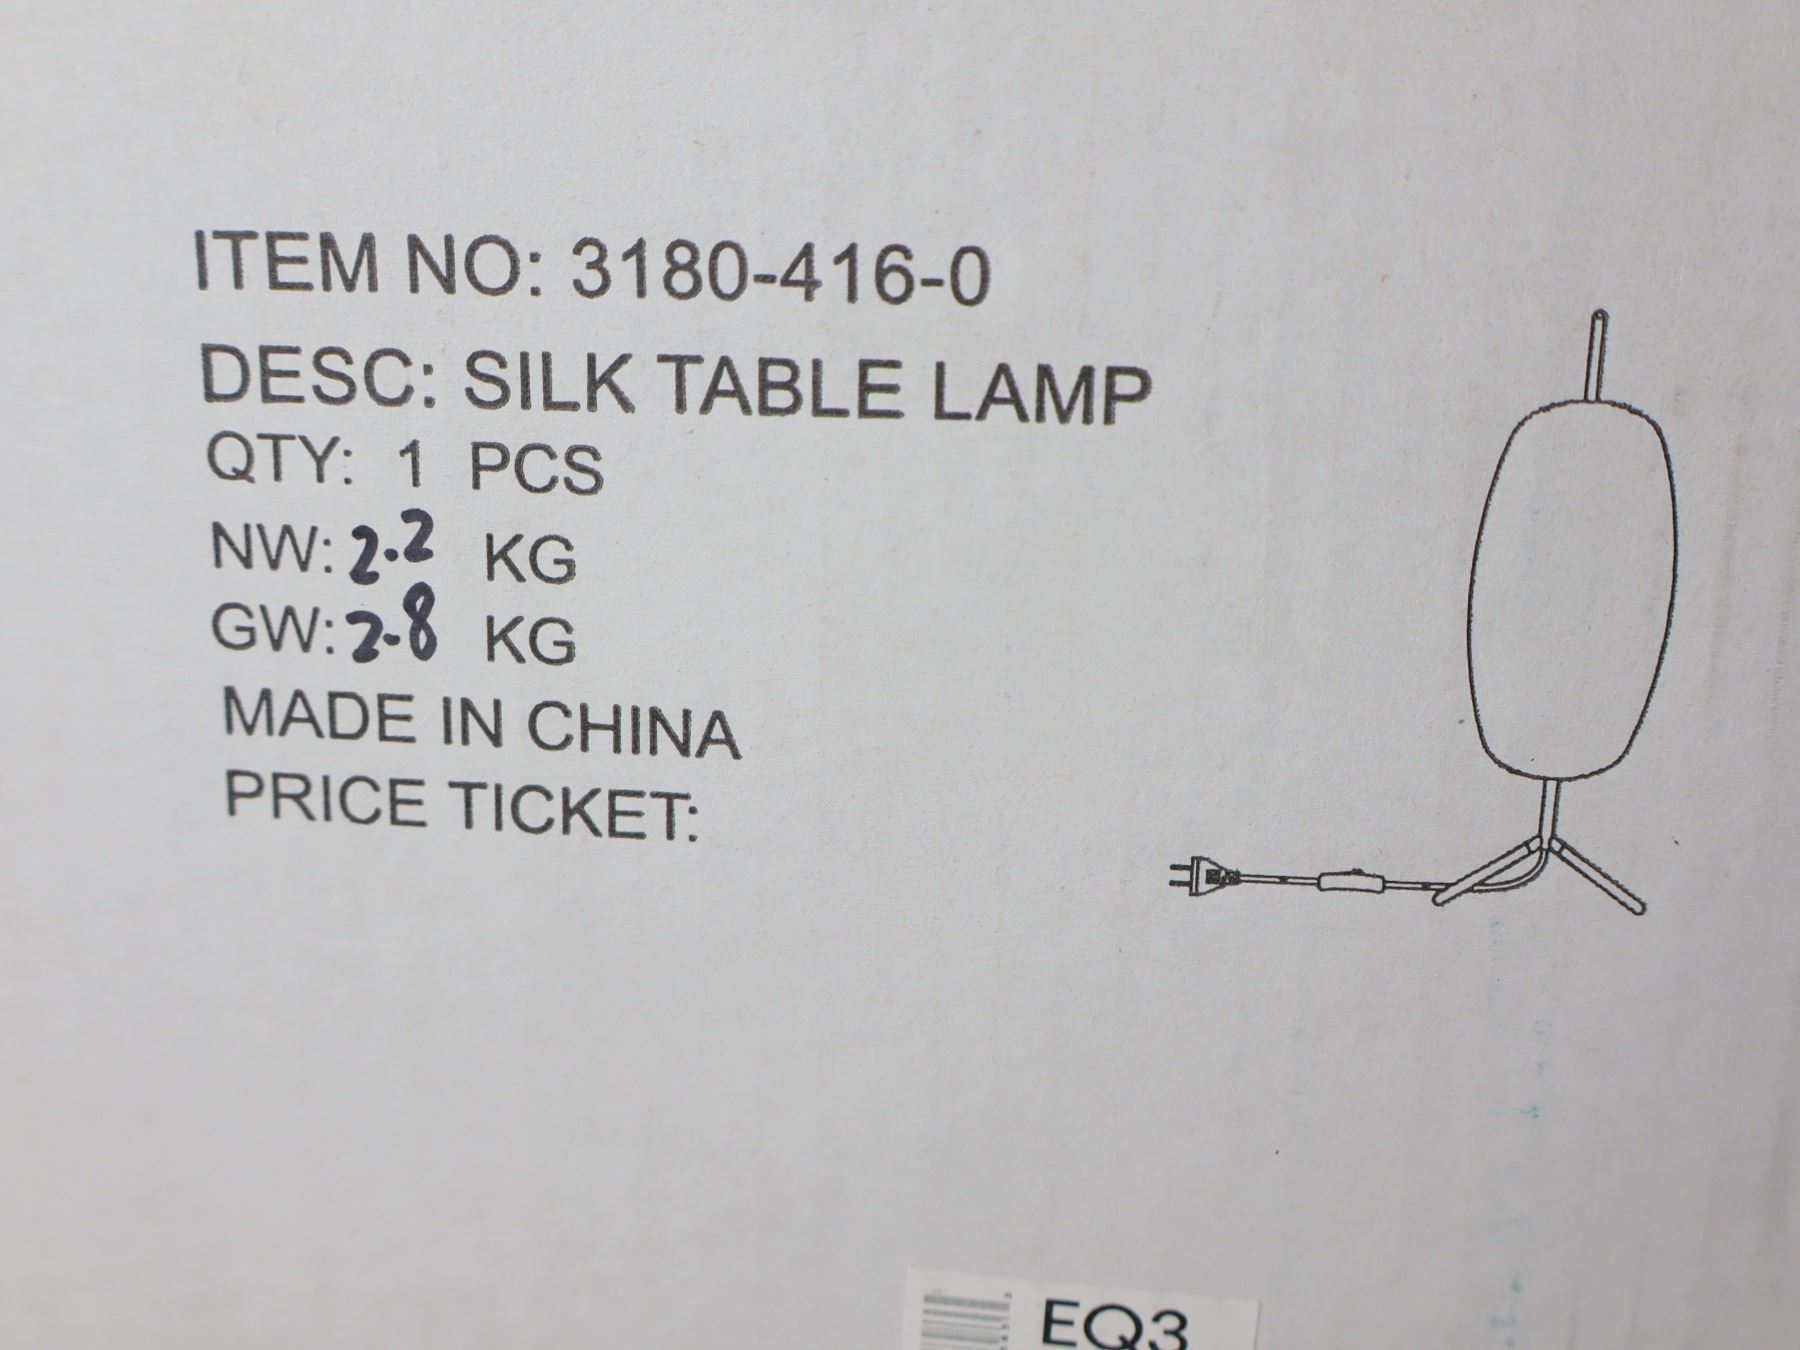 ITEM NO: 3180-416-0
DESC: SILK TABLE LAMP
QTY: 1 PCS
NW: 2.2 KG
GW: 2.8 KG
MADE IN CHINA
PRICE TICKET:
EQ3